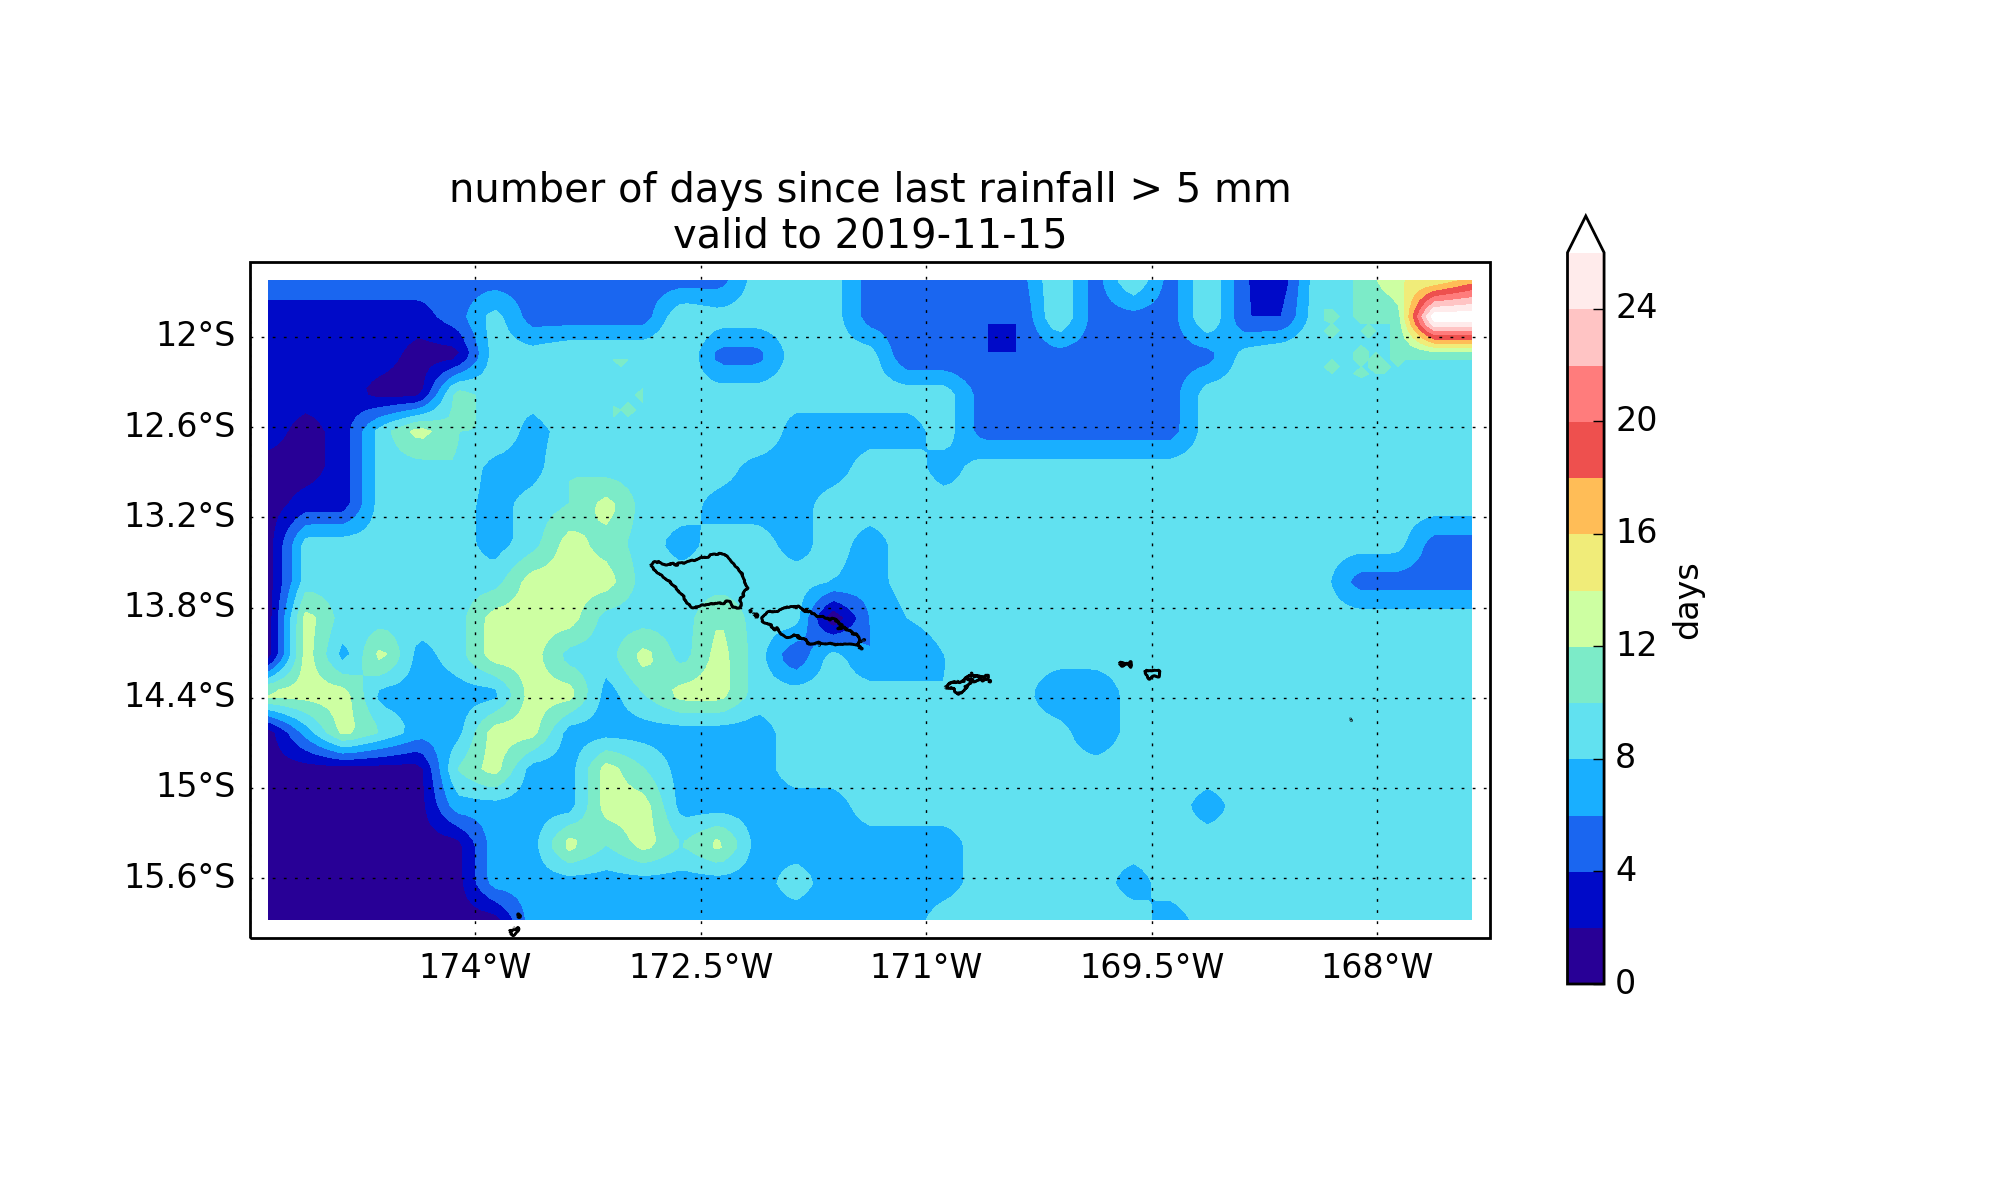 number of days since last rainfall > 5 mm
valid to 2019-11-15
12°S
12.6°S
13.2°S
13.8°S
14.4°S
15°S
15.6°S
174°W
172.5°W
171°W
169.5°W
168°W
24
20
16
12
8
4
0
days